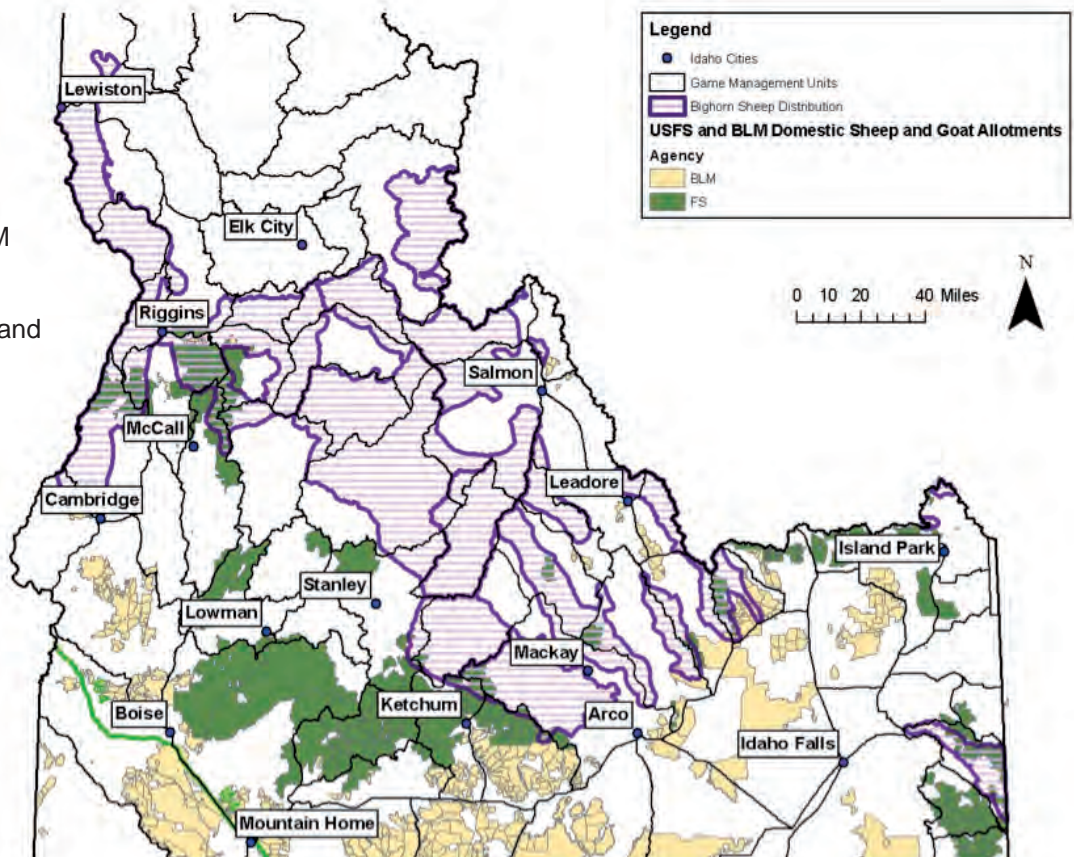 Legend
Idaho Cities
Game Management Units
Bighorn Sheep Distribution
USFS and BLM Domestic Sheep and Goat Allotments
Agency
BLM
FS
N
0 10 20 40 Miles
Lewiston
M
Elk City
and
Riggins
Salmon
McCall
Cambridge
Leadore
Island Park
Stanley
Lowman
Mackay
Boise
Ketchum
Arco
Idaho Falls
Mountain Home